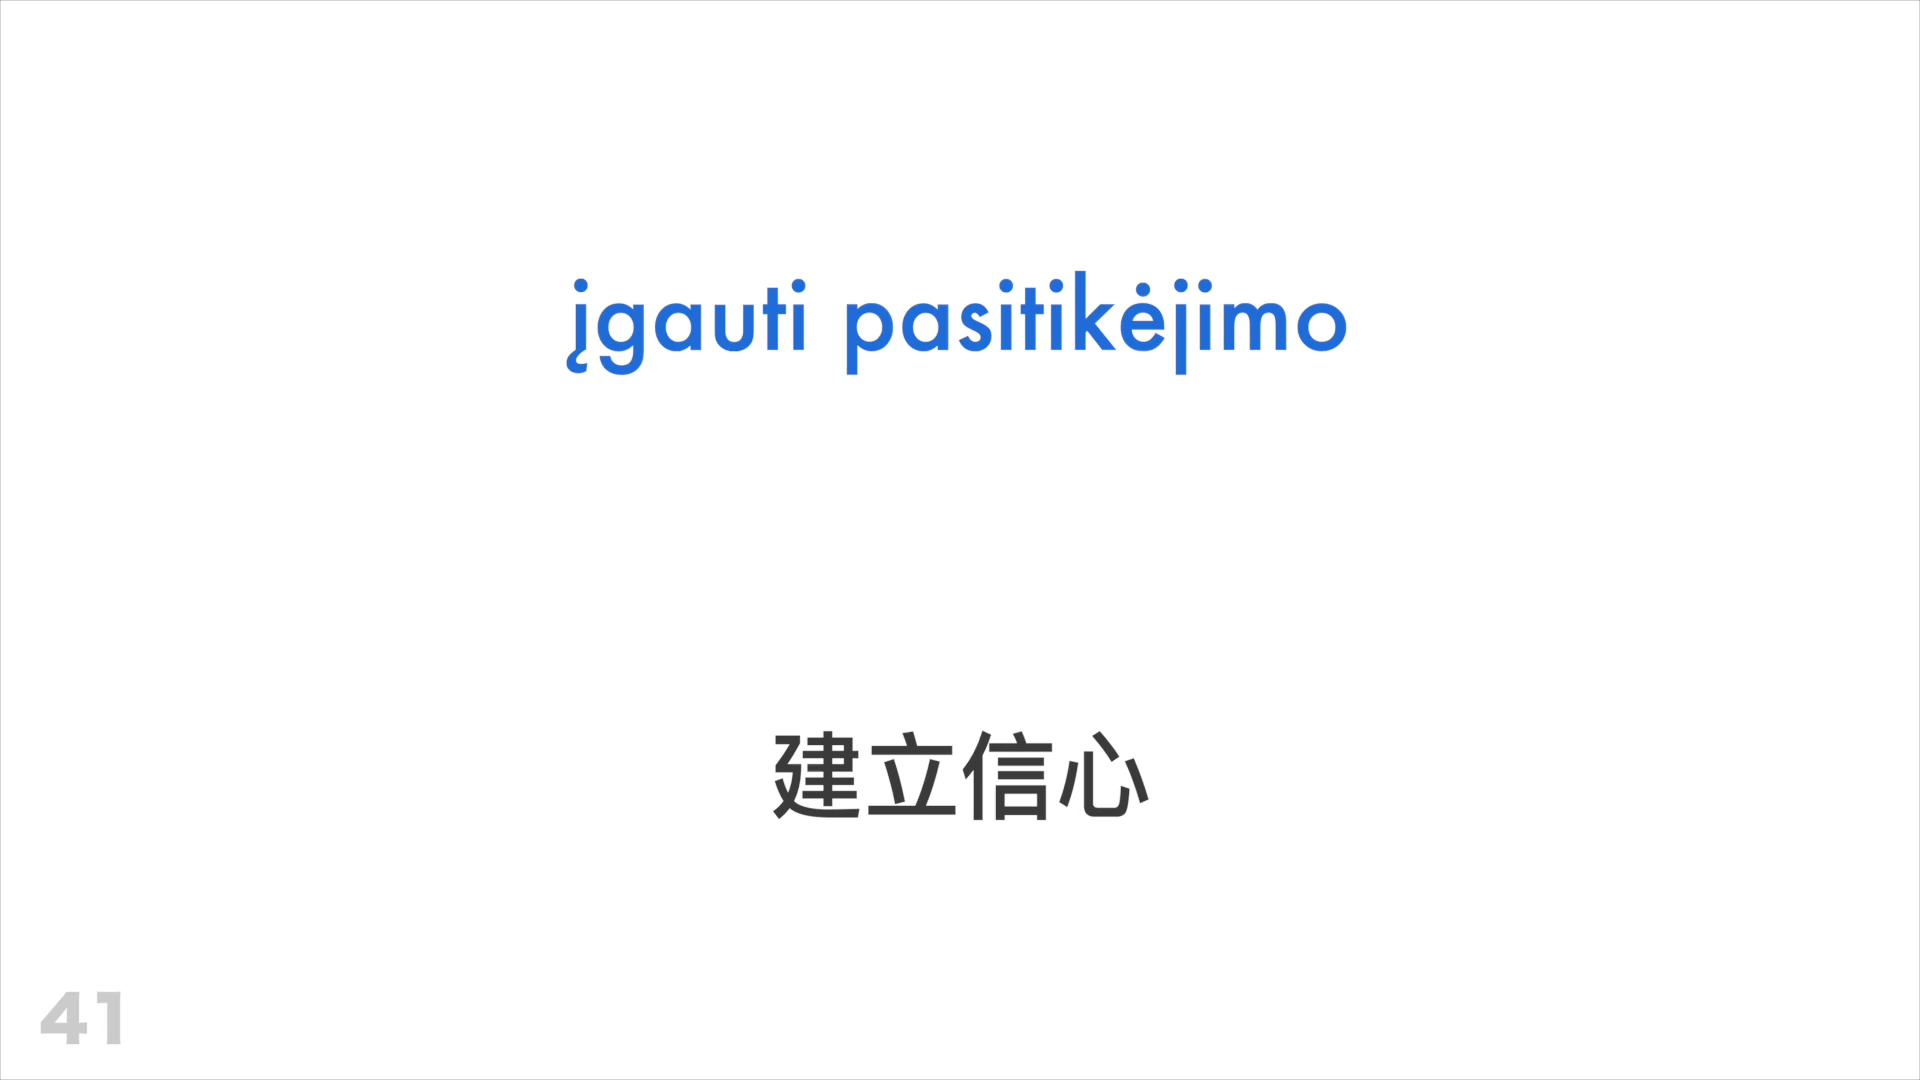 įgauti pasitikėjimo
建立信心
41